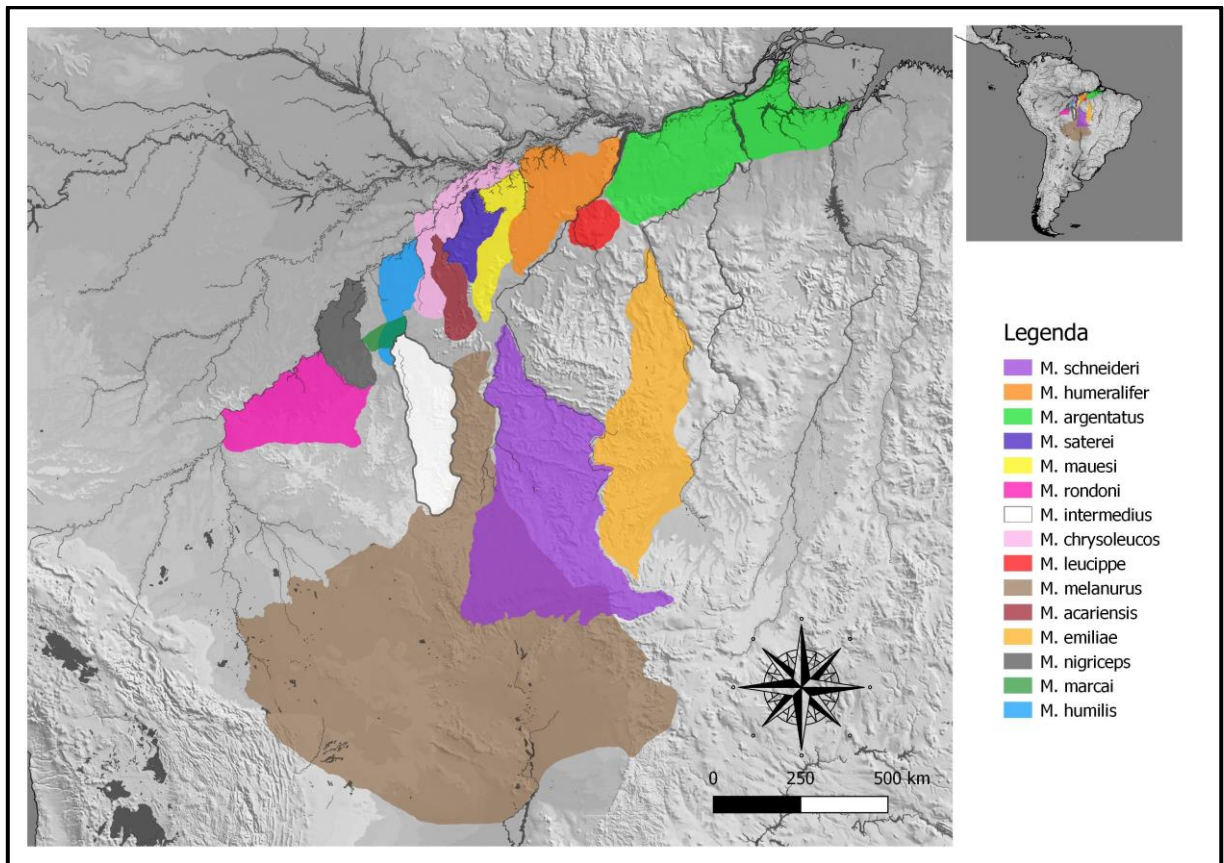 Legenda
M. schneideri
M. humeralifer
M. argentatus
M. saterei
M. mauesi
M. rondoni
M. intermedius
M. chrysoleucos
M. leucippe
M. melanurus
M. acariensis
M. emiliae
M. nigriceps
M. marcai
M. humilis
0 250 500 km